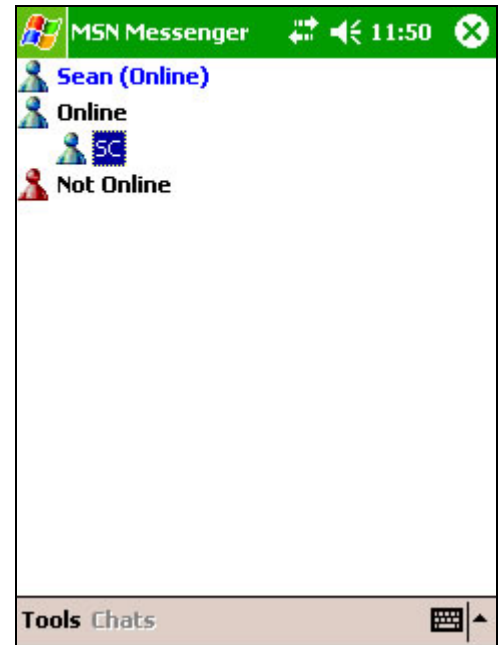 MSN Messenger 11:50
Sean (Online)
Online
SC
Not Online
Tools Chats